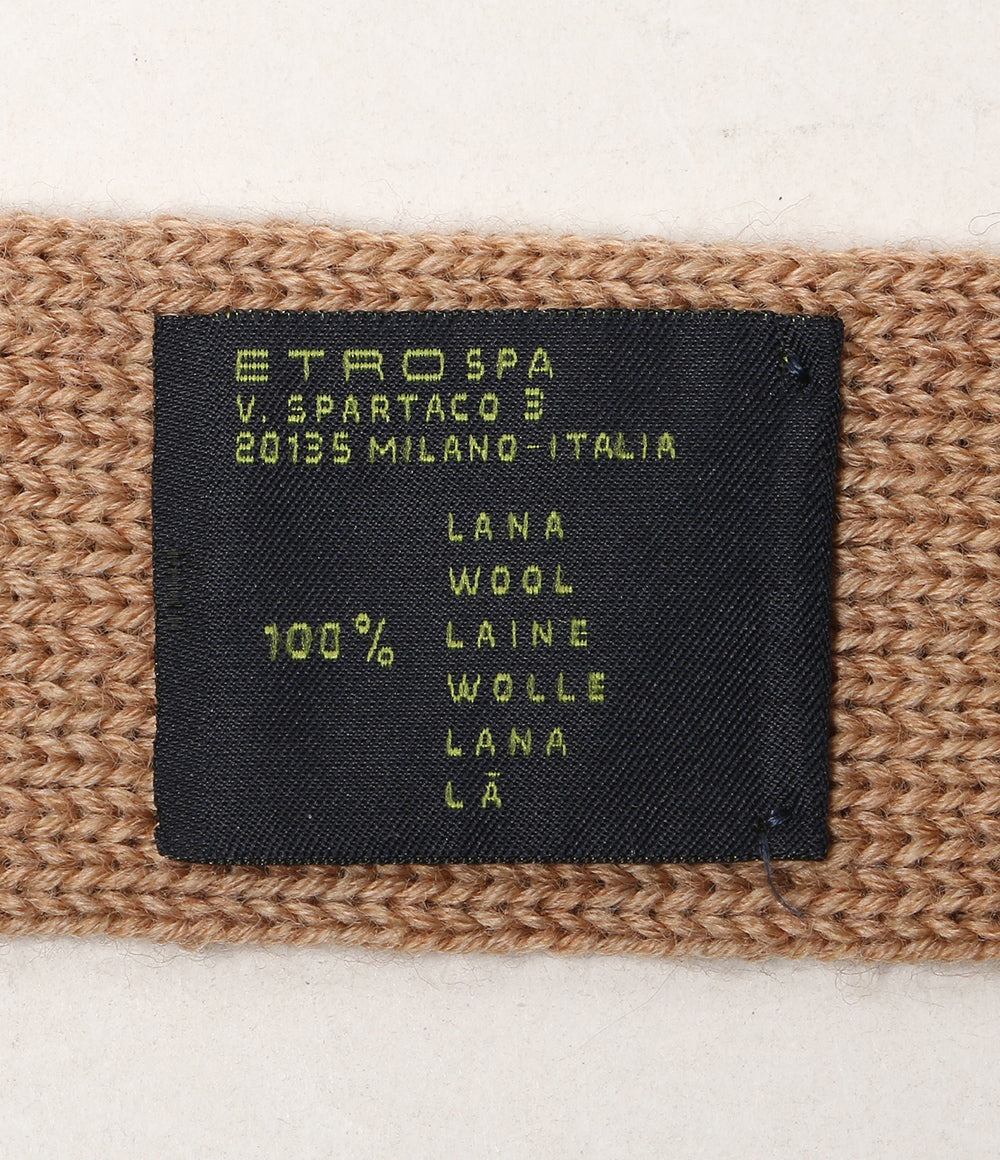 ETRO SPA
V. SPARTACO 3
20135 MILANO-ITALIA
LANA
WOOL
100% LAINE
WOLLE
LANA
LÃ